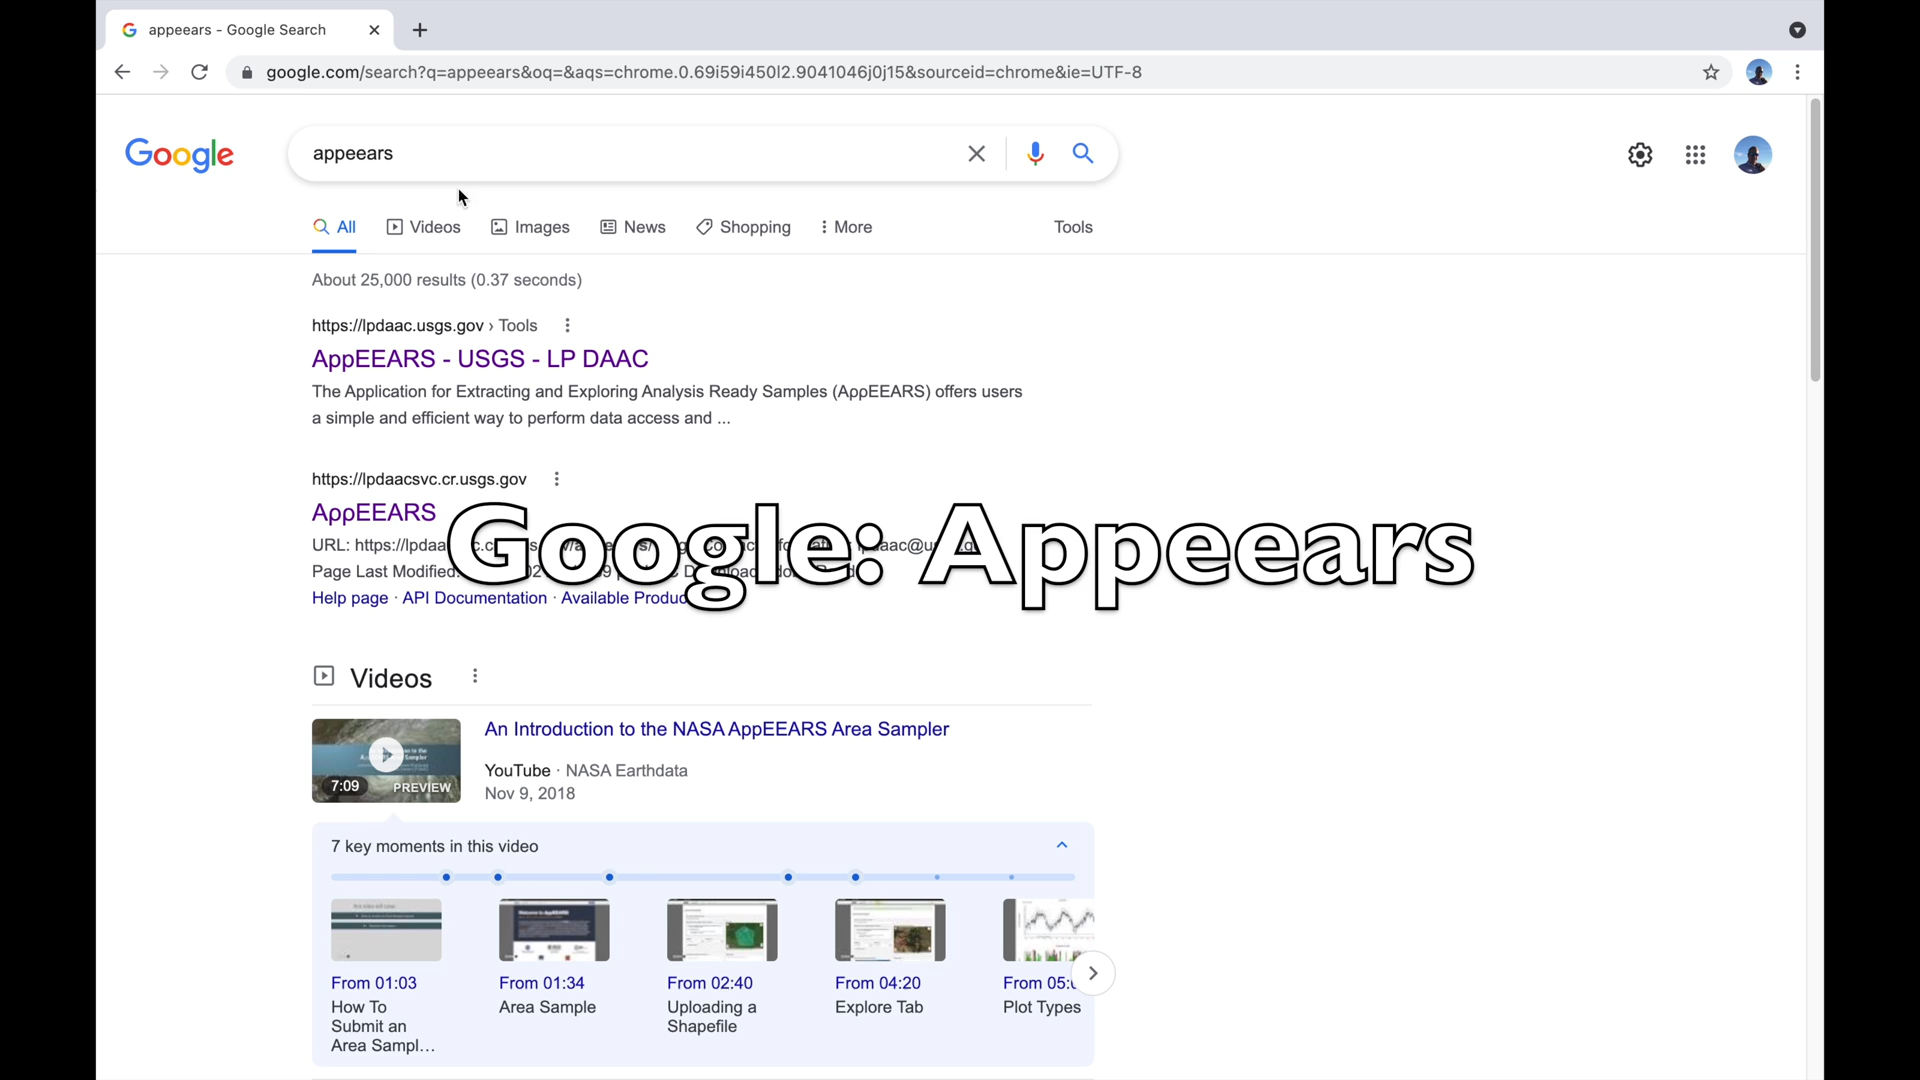 appeears - Google Search
google.com/search?q=appeears&oq=&aqs=chrome.0.69i59i450l2.9041046j0j15&sourceid=chrome&ie=UTF-8
Google
appeears
All Videos Images News Shopping More Tools
About 25,000 results (0.37 seconds)
https://lpdaac.usgs.gov › Tools
AppEEARS - USGS - LP DAAC
The Application for Extracting and Exploring Analysis Ready Samples (AρρEEARS) offers users
a simple and efficient way to perform data access and ...
https://lpdaacsvc.cr.usgs.gov
AρρEEARS
Google: Appeears
URL: https://lpdaa
Page Last Modified:
Help page · API Documentation · Available
Videos
An Introduction to the NASA AppEEARS Area Sampler
7:09 PREVIEW
YouTube · NASA Earthdata
Nov 9, 2018
7 key moments in this video
From 01:03
How To
Submit an
Area Sampl...
From 01:34
Area Sample
From 02:40
Uploading a
Shapefile
From 04:20
Explore Tab
From 05:
Plot Types